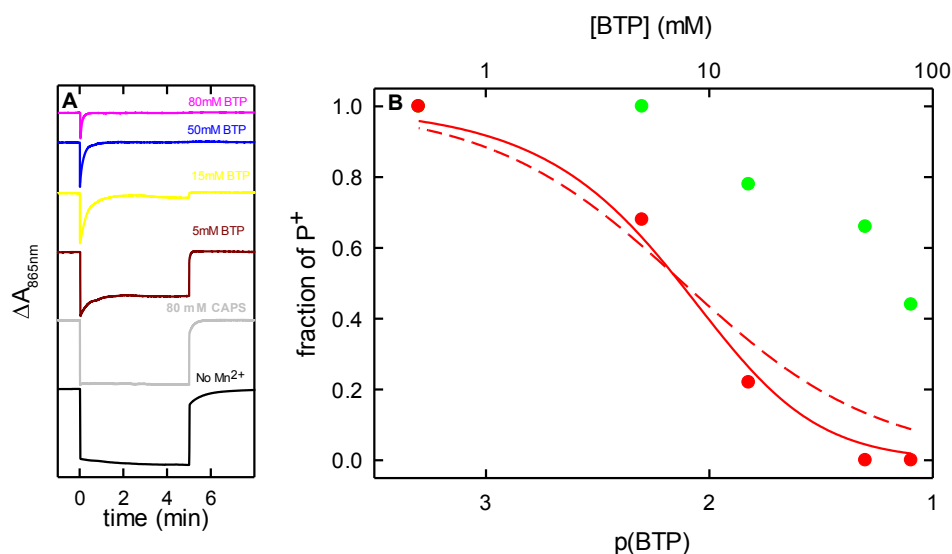 A
80mM BTP
50mM BTP
15mM BTP
5mM BTP
80 mM CAPS
No Mn2+
ΔA865nm
0 2 4 6
time (min)
[BTP] (mM)
1 10 100
B
1.0
0.8
0.6
0.4
0.2
0.0
fraction of P+
3 2 1
p(BTP)